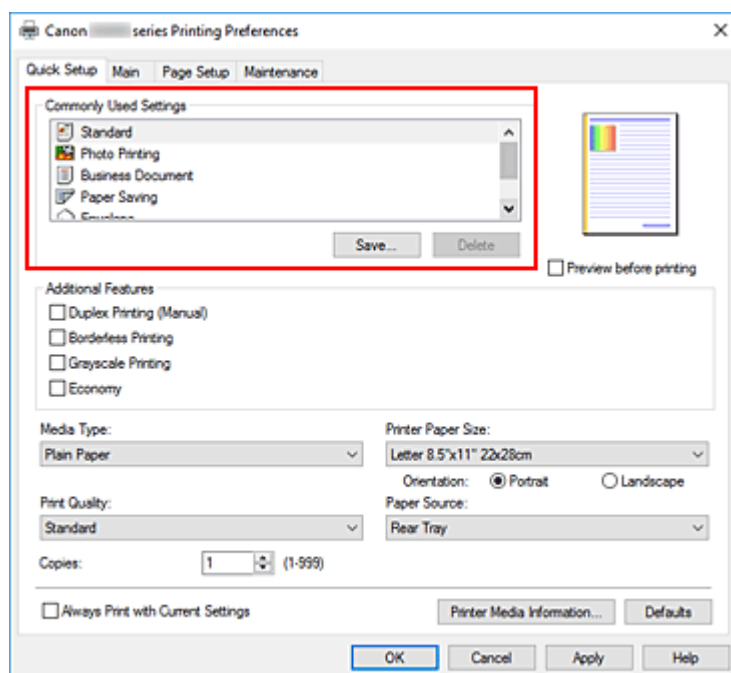 Canon series Printing Preferences
Quick Setup Main Page Setup Maintenance
Commonly Used Settings
Standard
Photo Printing
Business Document
Paper Saving
Save... Delete
Preview before printing
Additional Features
Duplex Printing (Manual)
Borderless Printing
Grayscale Printing
Economy
Media Type: Printer Paper Size:
Plain Paper Letter 8.5"x11" 22x28cm
Orientation: Portrait Landscape
Print Quality: Paper Source:
Standard Rear Tray
Copies: 1 (1-999)
Always Print with Current Settings Printer Media Information... Defaults
OK Cancel Apply Help